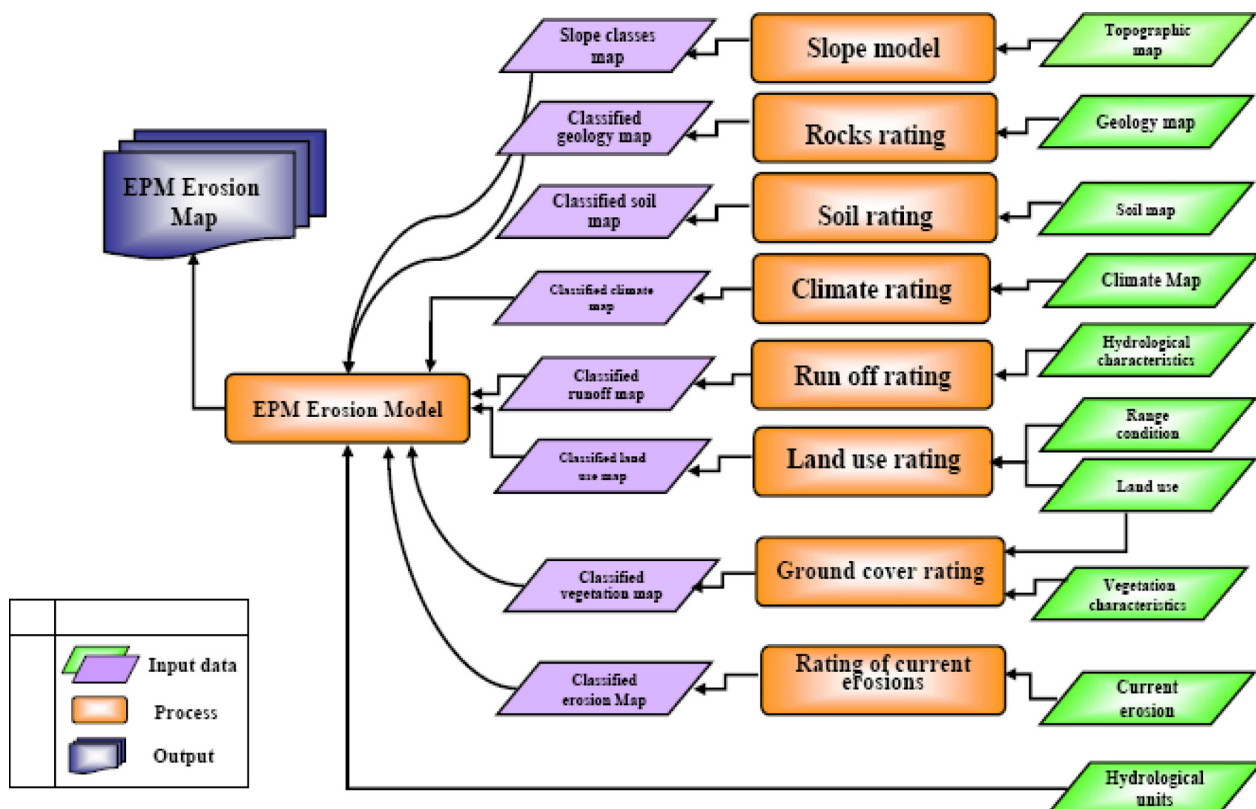 Slope classes
map
Slope model
Topographic
map
Classified
geology map
Rocks rating
Geology map
EPM Erosion
Map
Classified soil
map
Soil rating
Soil map
Classified climate
map
Climate rating
Climate Map
Classified
runoff map
Run off rating
Hydrological
characteristics
EPM Erosion Model
Classified land
use map
Land use rating
Range
condition
Land use
Classified
vegetation map
Ground cover rating
Vegetation
characteristics
Classified
erosion Map
Rating of current
erosions
Current
erosion
Hydrological
units
Input data
Process
Output